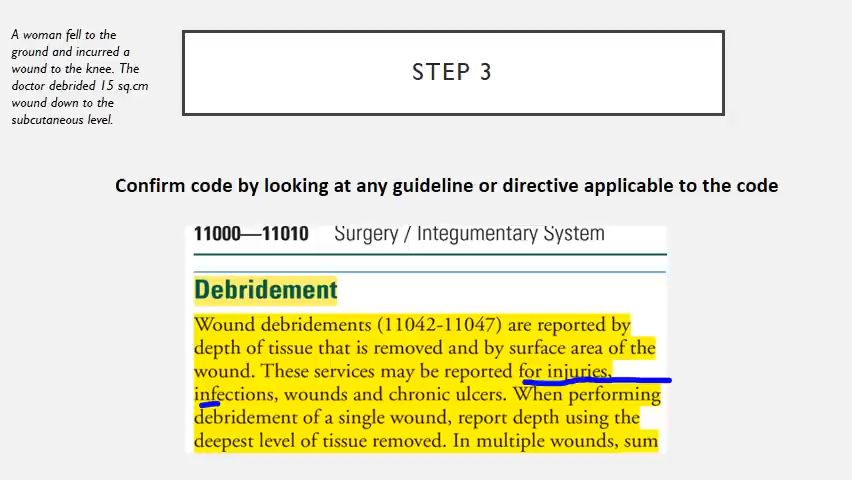 A woman fell to the
ground and incurred a
wound to the knee. The
doctor debrided 15 sq.cm
wound down to the
subcutaneous level.
STEP 3
Confirm code by looking at any guideline or directive applicable to the code
11000—11010 Surgery / Integumentary System
Debridement
Wound debridements (11042-11047) are reported by
depth of tissue that is removed and by surface area of the
wound. These services may be reported for injuries,
infections, wounds and chronic ulcers. When performing
debridement of a single wound, report depth using the
deepest level of tissue removed. In multiple wounds, sum